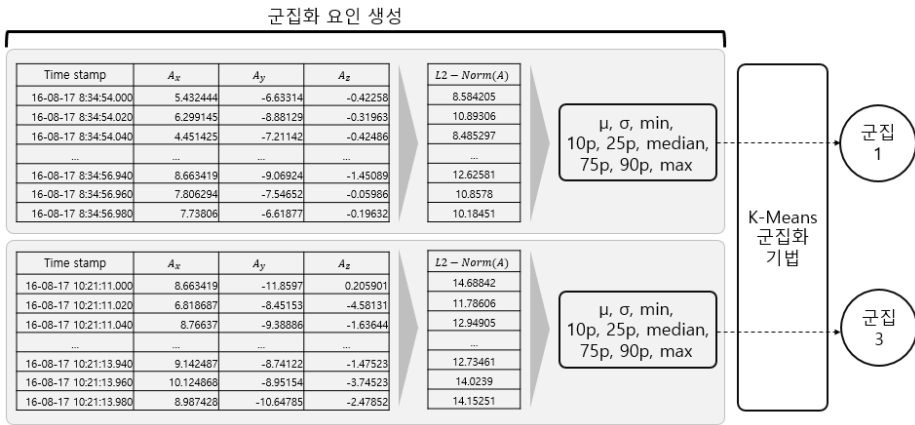 군집화 요인 생성
Time stamp A_x A_y A_z
16-08-17 8:34:54.000 5.432444 -6.63314 -0.42258
16-08-17 8:34:54.020 6.299145 -8.88129 -0.31963
16-08-17 8:34:54.040 4.451425 -7.21142 -0.42486
... ... ... ...
16-08-17 8:34:56.940 8.663419 -9.06924 -1.45089
16-08-17 8:34:56.960 7.806294 -7.54652 -0.05986
16-08-17 8:34:56.980 7.73806 -6.61877 -0.19632
L2 − Norm(A)
8.584205
10.89306
8.485297
...
12.62581
10.8578
10.18451
μ, σ, min,
10p, 25p, median,
75p, 90p, max
Time stamp A_x A_y A_z
16-08-17 10:21:11.000 8.663419 -11.8597 0.205901
16-08-17 10:21:11.020 6.818687 -8.45153 -4.58131
16-08-17 10:21:11.040 8.76637 -9.38886 -1.63644
... ... ... ...
16-08-17 10:21:13.940 9.142487 -8.74122 -1.47523
16-08-17 10:21:13.960 10.124868 -8.95154 -3.74523
16-08-17 10:21:13.980 8.987428 -10.64785 -2.47852
L2 − Norm(A)
14.68842
11.78606
12.94905
...
12.73461
14.0239
14.15251
μ, σ, min,
10p, 25p, median,
75p, 90p, max
K-Means
군집화
기법
군집
1
군집
3